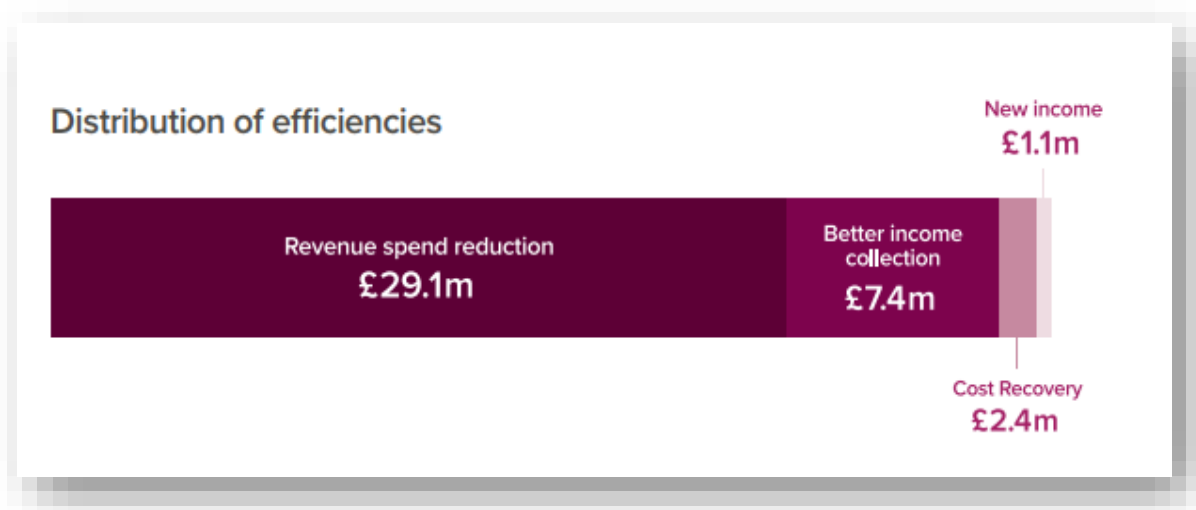 Distribution of efficiencies
New income
£1.1m
Revenue spend reduction
£29.1m
Better income
collection
£7.4m
Cost Recovery
£2.4m